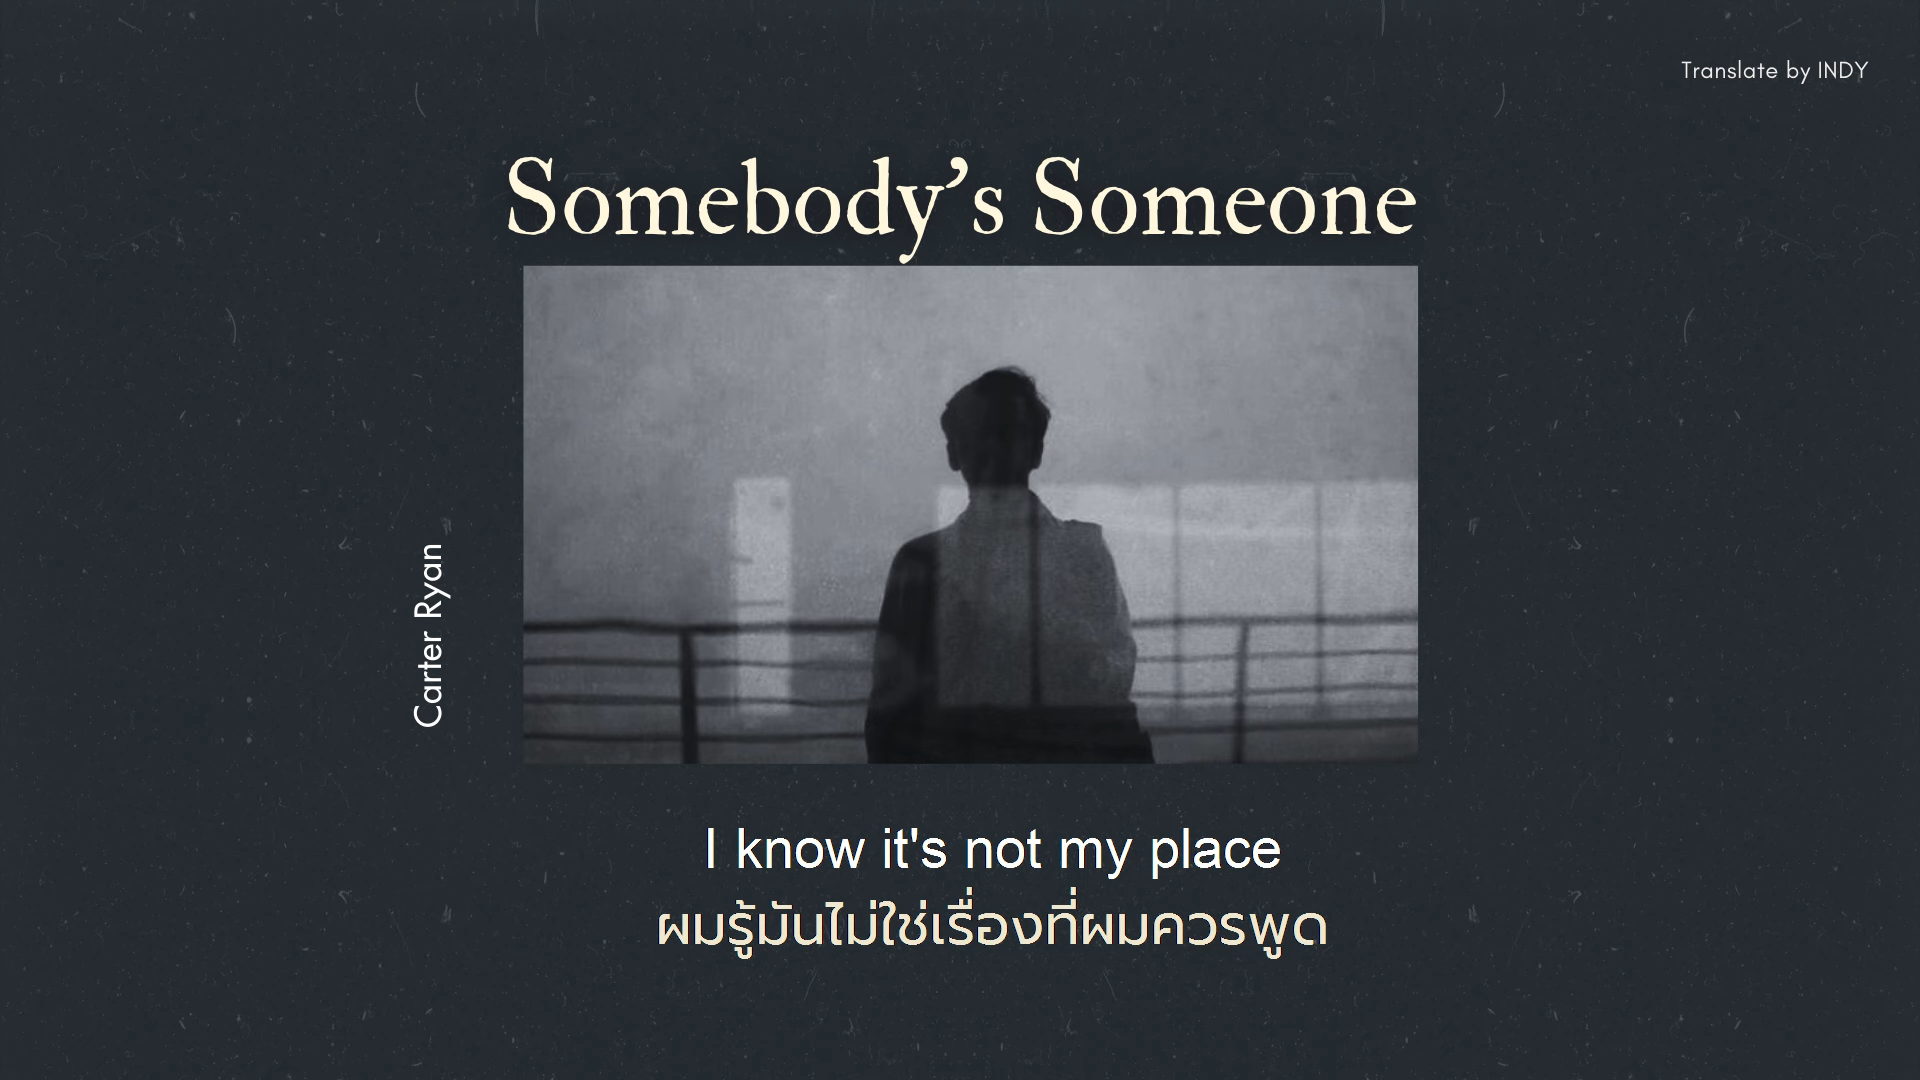 Translate by INDY
Somebody's Someone
Carter Ryan
I know it's not my place
ผมรู้มันไม่ใช่เรื่องที่ผมควรพูด